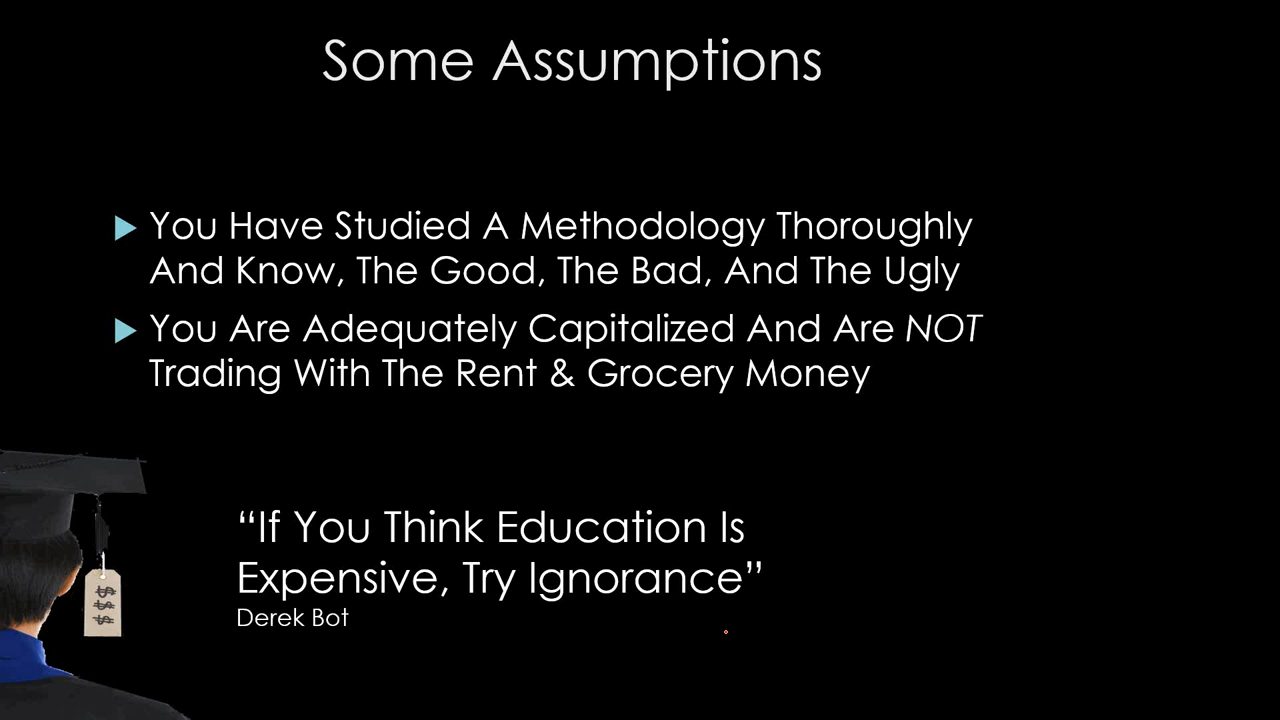 Some Assumptions
You Have Studied A Methodology Thoroughly
And Know, The Good, The Bad, And The Ugly
You Are Adequately Capitalized And Are NOT
Trading With The Rent & Grocery Money
“If You Think Education Is
Expensive, Try Ignorance”
Derek Bot
$
$
$